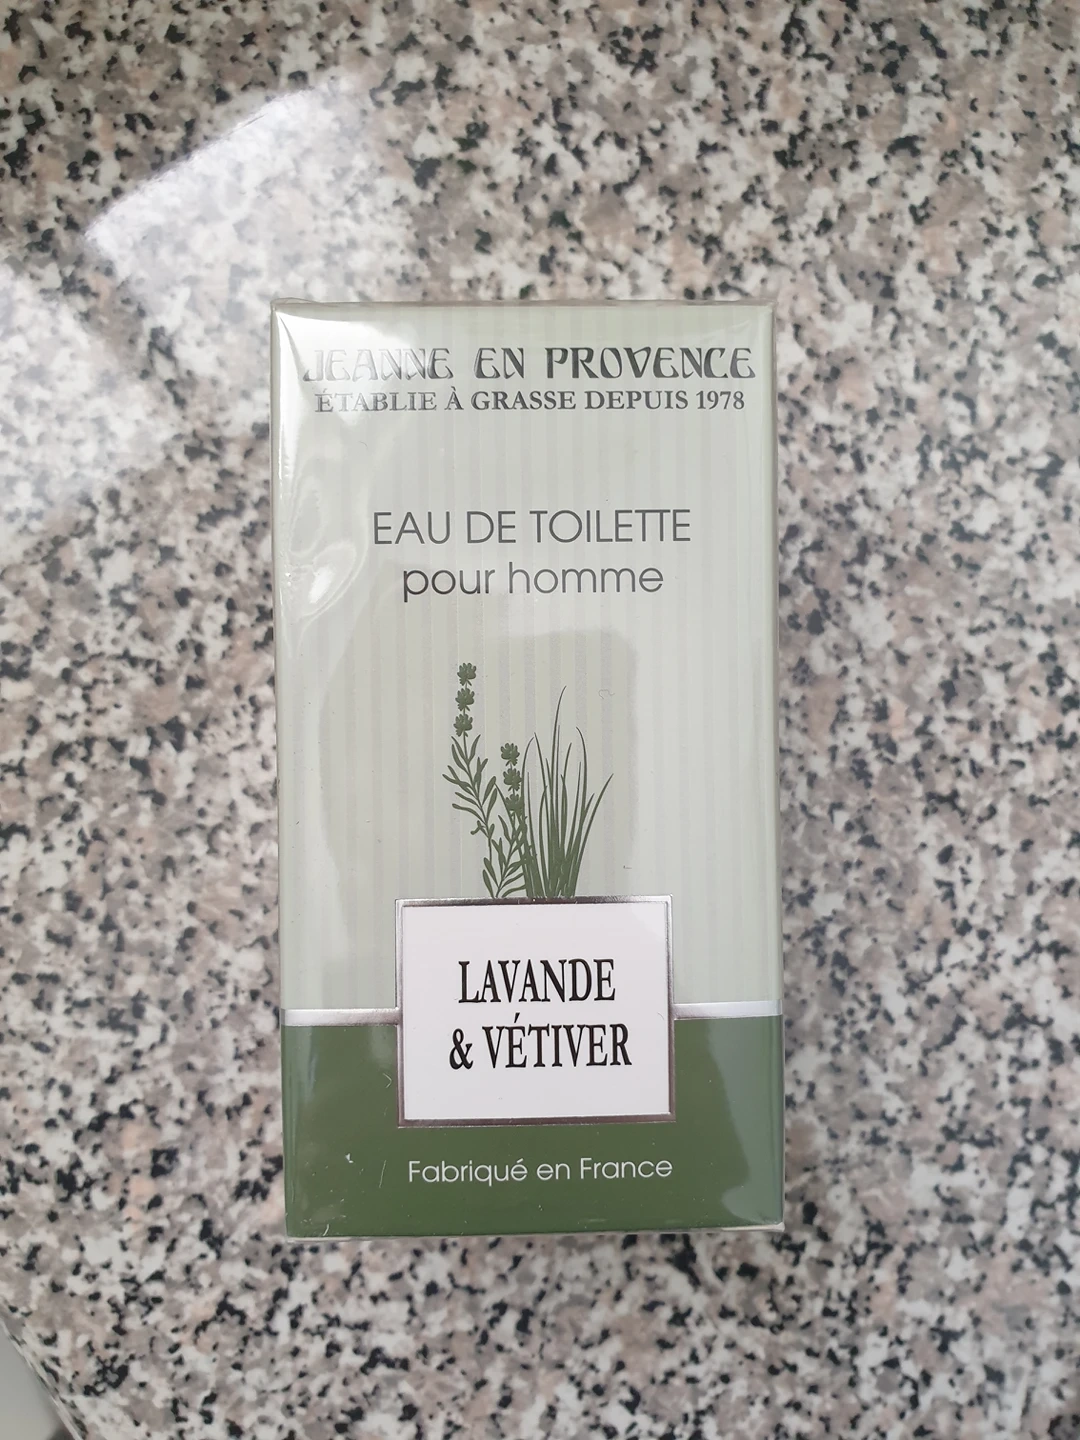 JEANNE EN PROVENCE
ÉTABLIE À GRASSE DEPUIS 1978
EAU DE TOILETTE
pour homme
LAVANDE
& VÉTIVER
Fabriqué en France